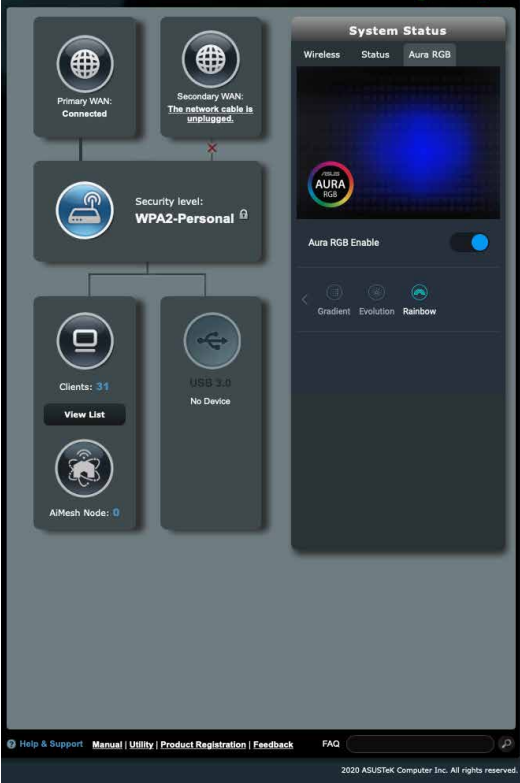 System Status
Wireless Status Aura RGB
Primary WAN:
Connected
Secondary WAN:
The network cable is
unplugged.
Security level:
WPA2-Personal
/ISUS
AURA
RGB
Aura RGB Enable
Gradient Evolution Rainbow
Clients: 31
View List
AiMesh Node: 0
USB 3.0
No Device
Help & Support Manual | Utility | Product Registration | Feedback FAQ
2020 ASUSTeK Computer Inc. All rights reserved.